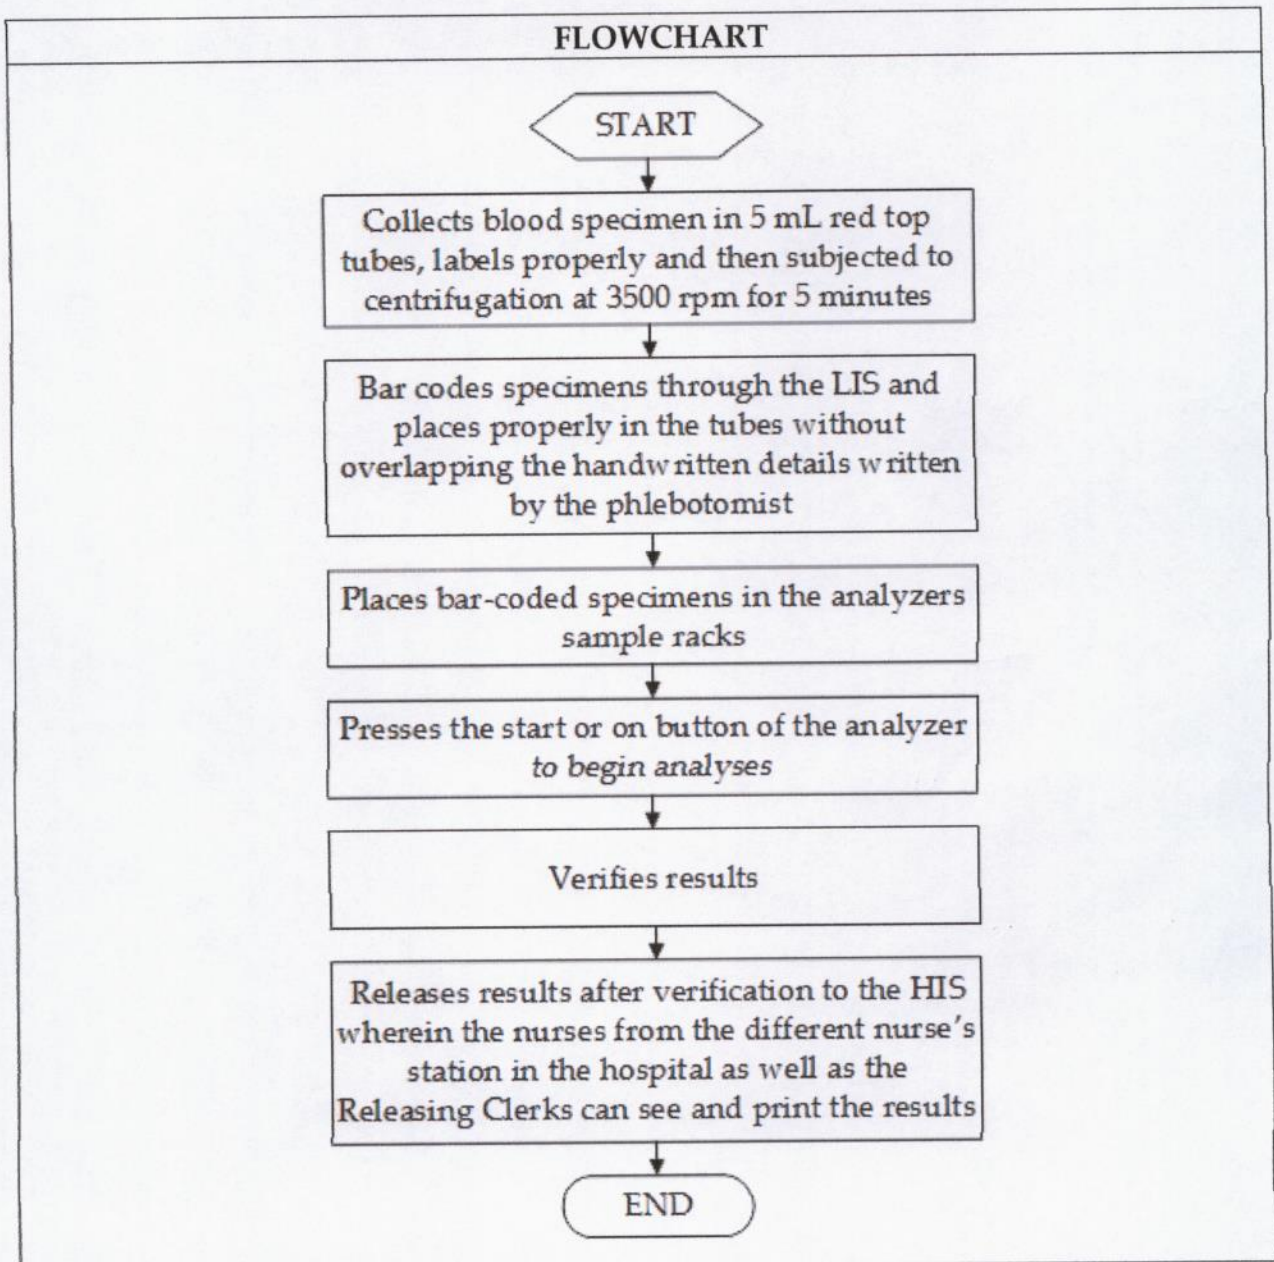 FLOWCHART
START
Collects blood specimen in 5 mL red top
tubes, labels properly and then subjected to
centrifugation at 3500 rpm for 5 minutes
Bar codes specimens through the LIS and
places properly in the tubes without
overlapping the handwritten details written
by the phlebotomist
Places bar-coded specimens in the analyzers
sample racks
Presses the start or on button of the analyzer
to begin analyses
Verifies results
Releases results after verification to the HIS
wherein the nurses from the different nurse's
station in the hospital as well as the
Releasing Clerks can see and print the results
END